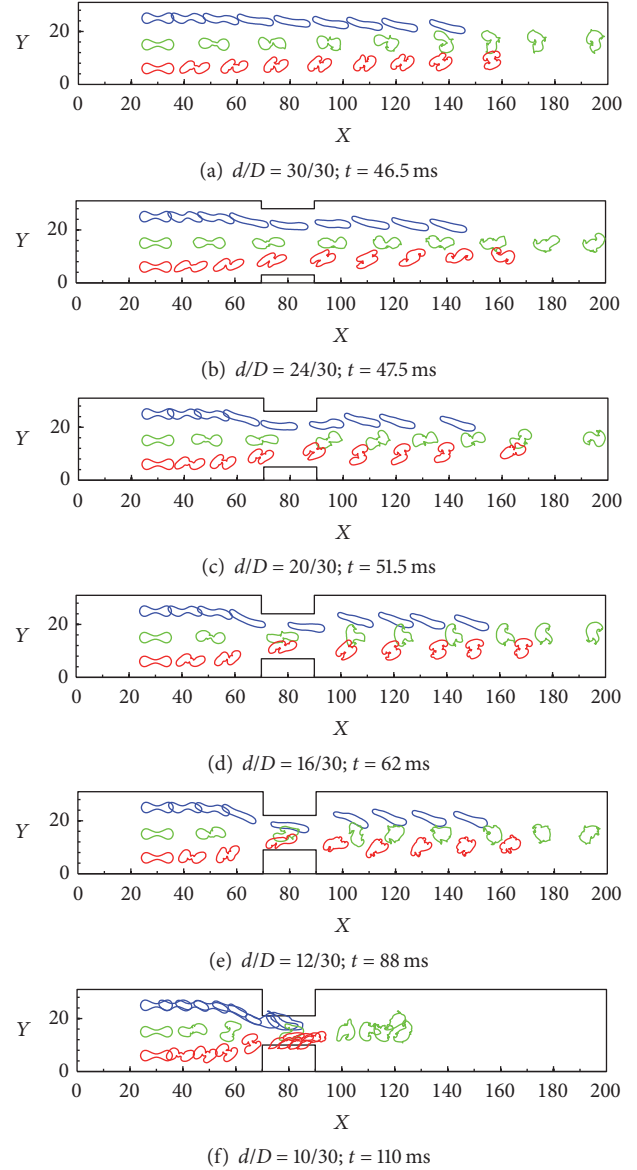 Y
20
0
0 20 40 60 80 100 120 140 160 180 200
X
(a) d/D = 30/30; t = 46.5 ms
Y
20
0
0 20 40 60 80 100 120 140 160 180 200
X
(b) d/D = 24/30; t = 47.5 ms
Y
20
0
0 20 40 60 80 100 120 140 160 180 200
X
(c) d/D = 20/30; t = 51.5 ms
Y
20
0
0 20 40 60 80 100 120 140 160 180 200
X
(d) d/D = 16/30; t = 62 ms
Y
20
0
0 20 40 60 80 100 120 140 160 180 200
X
(e) d/D = 12/30; t = 88 ms
Y
20
0
0 20 40 60 80 100 120 140 160 180 200
X
(f) d/D = 10/30; t = 110 ms